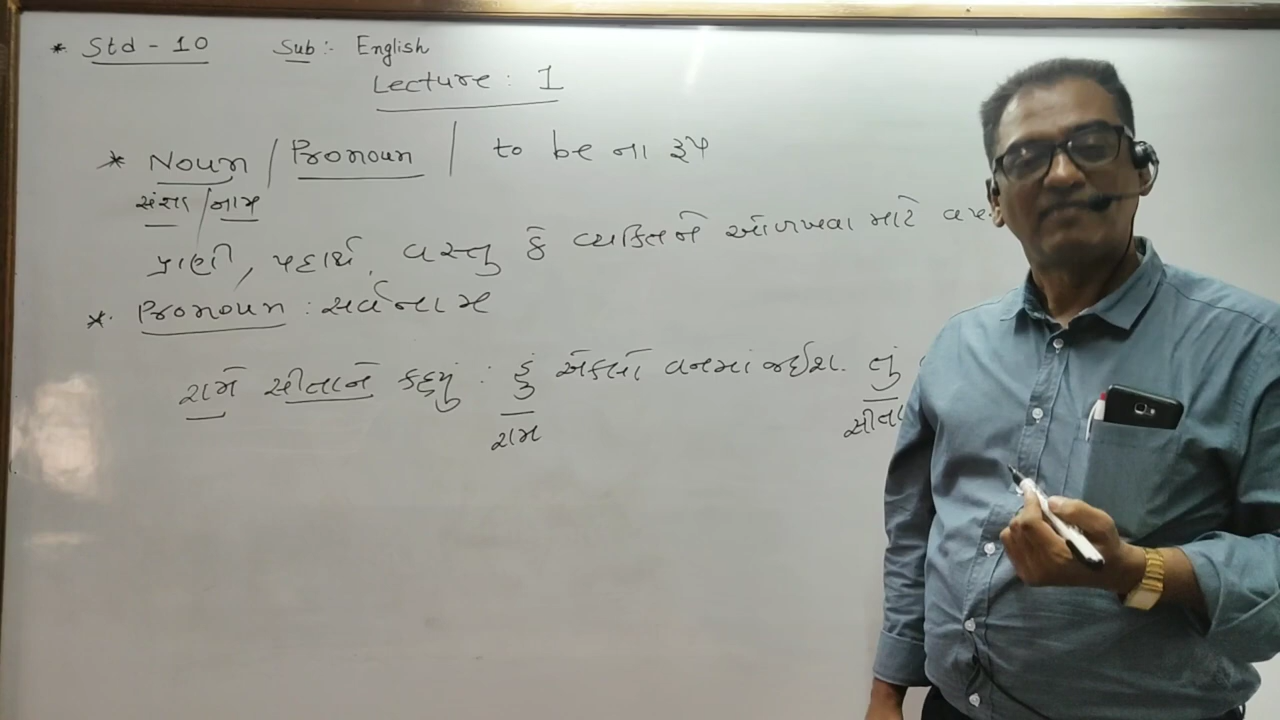 * Std - 10 Sub :- English
Lecture : 1
* Noun / Pronoun | to be ના રૂપ
સંજ્ઞા / નામ
પ્રાણી, પદાર્થ, વસ્તુ કે વ્યક્તિને ઓળખવા માટે
* Pronoun : સર્વનામ
રામે સીતાને કહ્યું : હું એકલો વનમાં જઈશ. તું
રામ સીતા